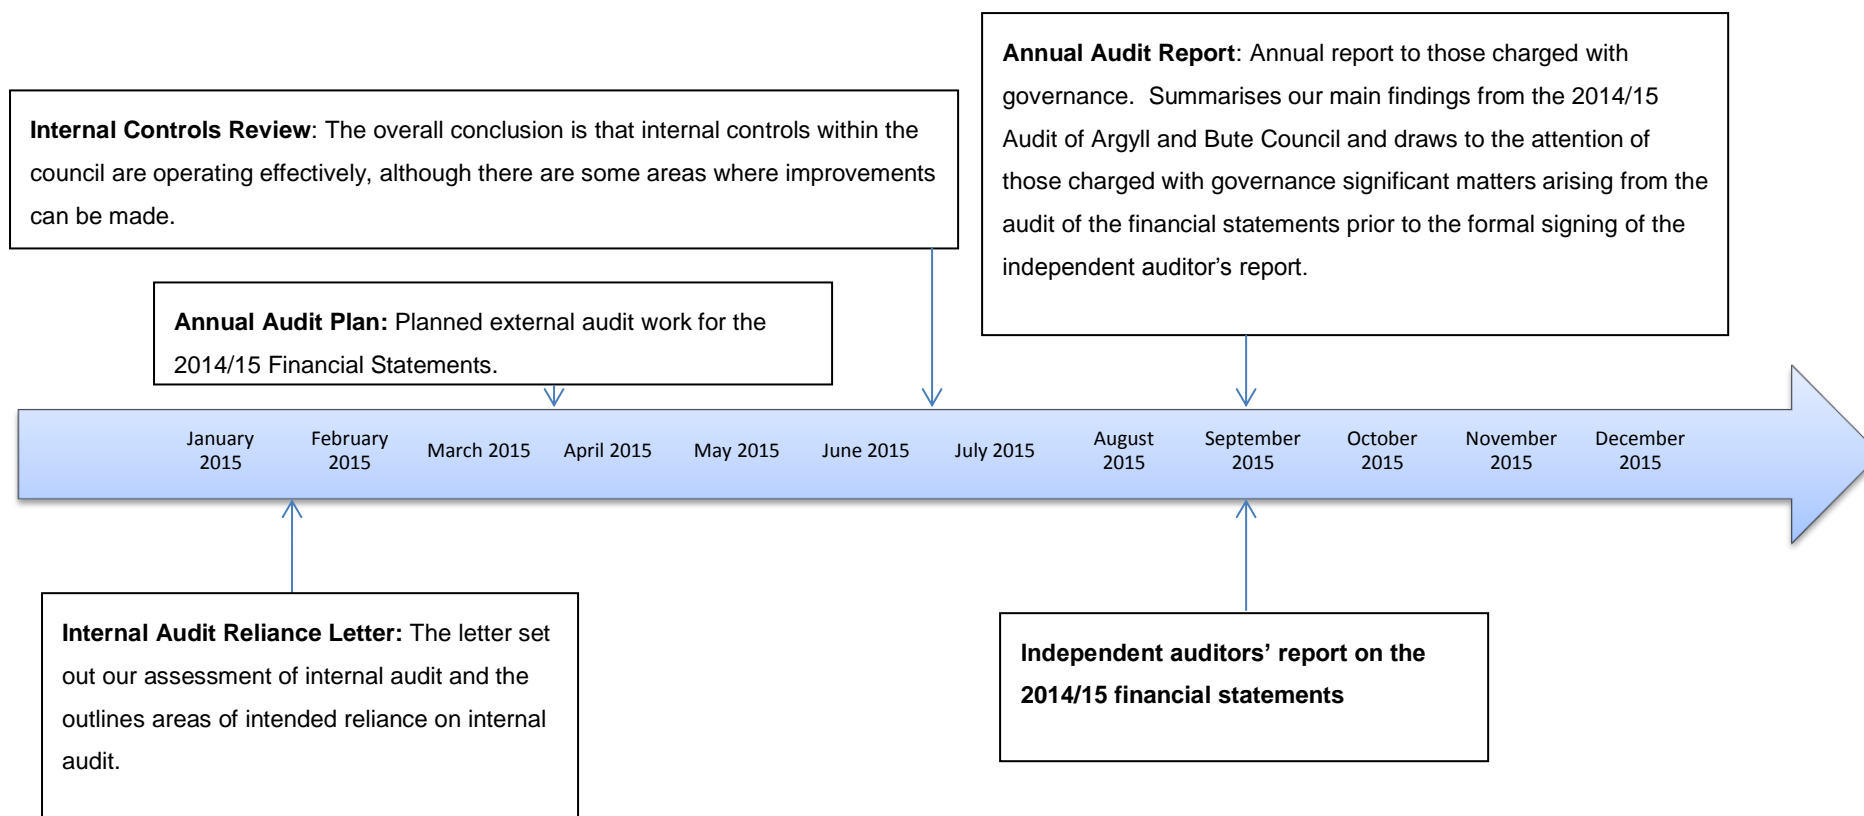 Annual Audit Report: Annual report to those charged with
governance.  Summarises our main findings from the 2014/15
Audit of Argyll and Bute Council and draws to the attention of
those charged with governance significant matters arising from the
audit of the financial statements prior to the formal signing of the
independent auditor’s report.
Internal Controls Review: The overall conclusion is that internal controls within the
council are operating effectively, although there are some areas where improvements
can be made.
Annual Audit Plan: Planned external audit work for the
2014/15 Financial Statements.
January
2015
February
2015
March 2015
April 2015
May 2015
June 2015
July 2015
August
2015
September
2015
October
2015
November
2015
December
2015
Internal Audit Reliance Letter: The letter set
out our assessment of internal audit and the
outlines areas of intended reliance on internal
audit.
Independent auditors’ report on the
2014/15 financial statements